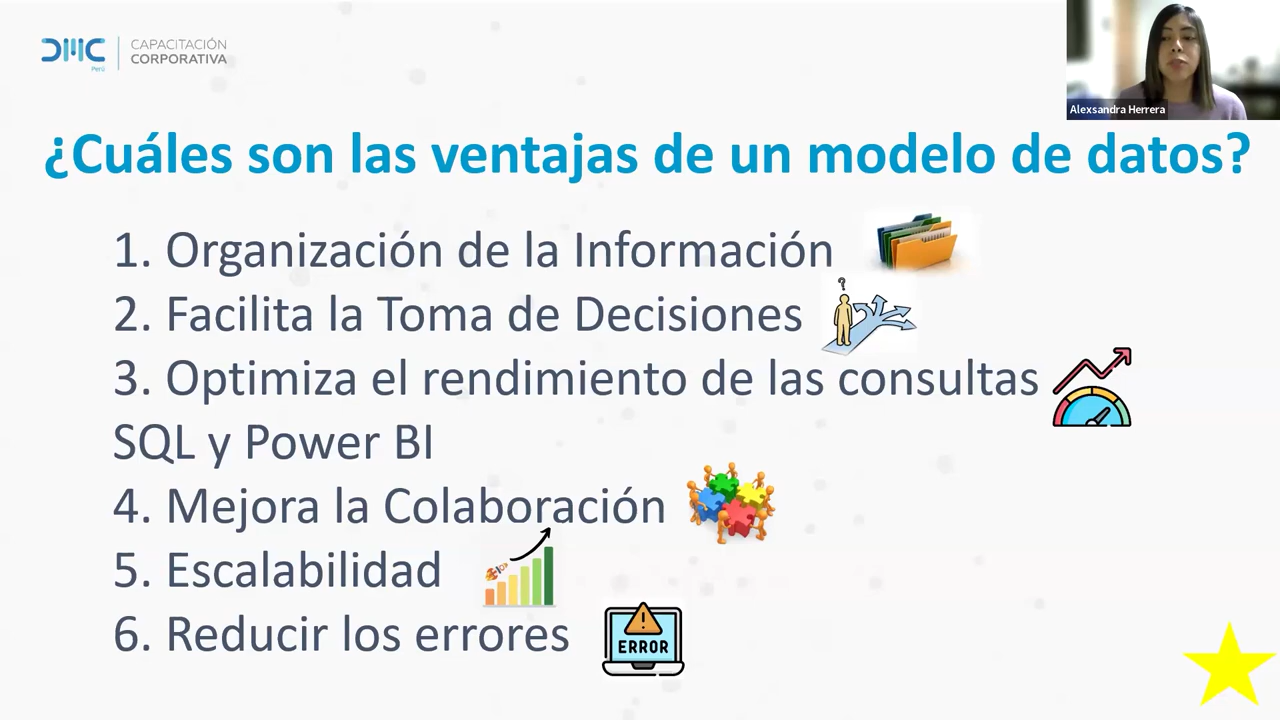 DMC
Perú
CAPACITACIÓN
CORPORATIVA
Alexsandra Herrera
¿Cuáles son las ventajas de un modelo de datos?
1. Organización de la Información
2. Facilita la Toma de Decisiones
?
3. Optimiza el rendimiento de las consultas
SQL y Power BI
4. Mejora la Colaboración
5. Escalabilidad
6. Reducir los errores
ERROR